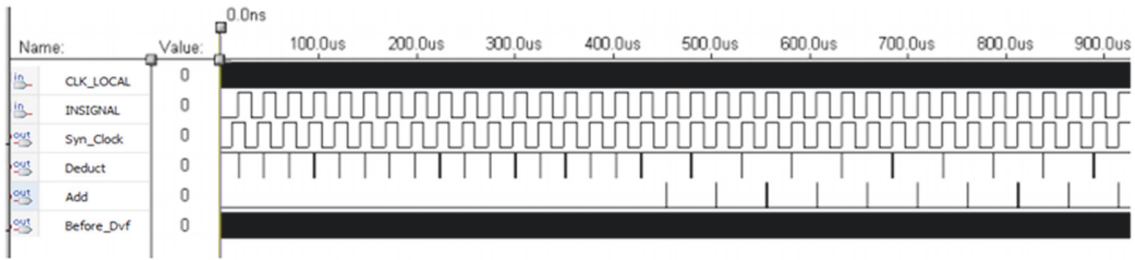 0.0ns
100.0us 200.0us 300.0us 400.0us 500.0us 600.0us 700.0us 800.0us 900.0us
Name: Value:
in CLK_LOCAL 0
in INSIGNAL 0
out Syn_Clock 0
out Deduct 0
out Add 0
out Before_Dvf 0